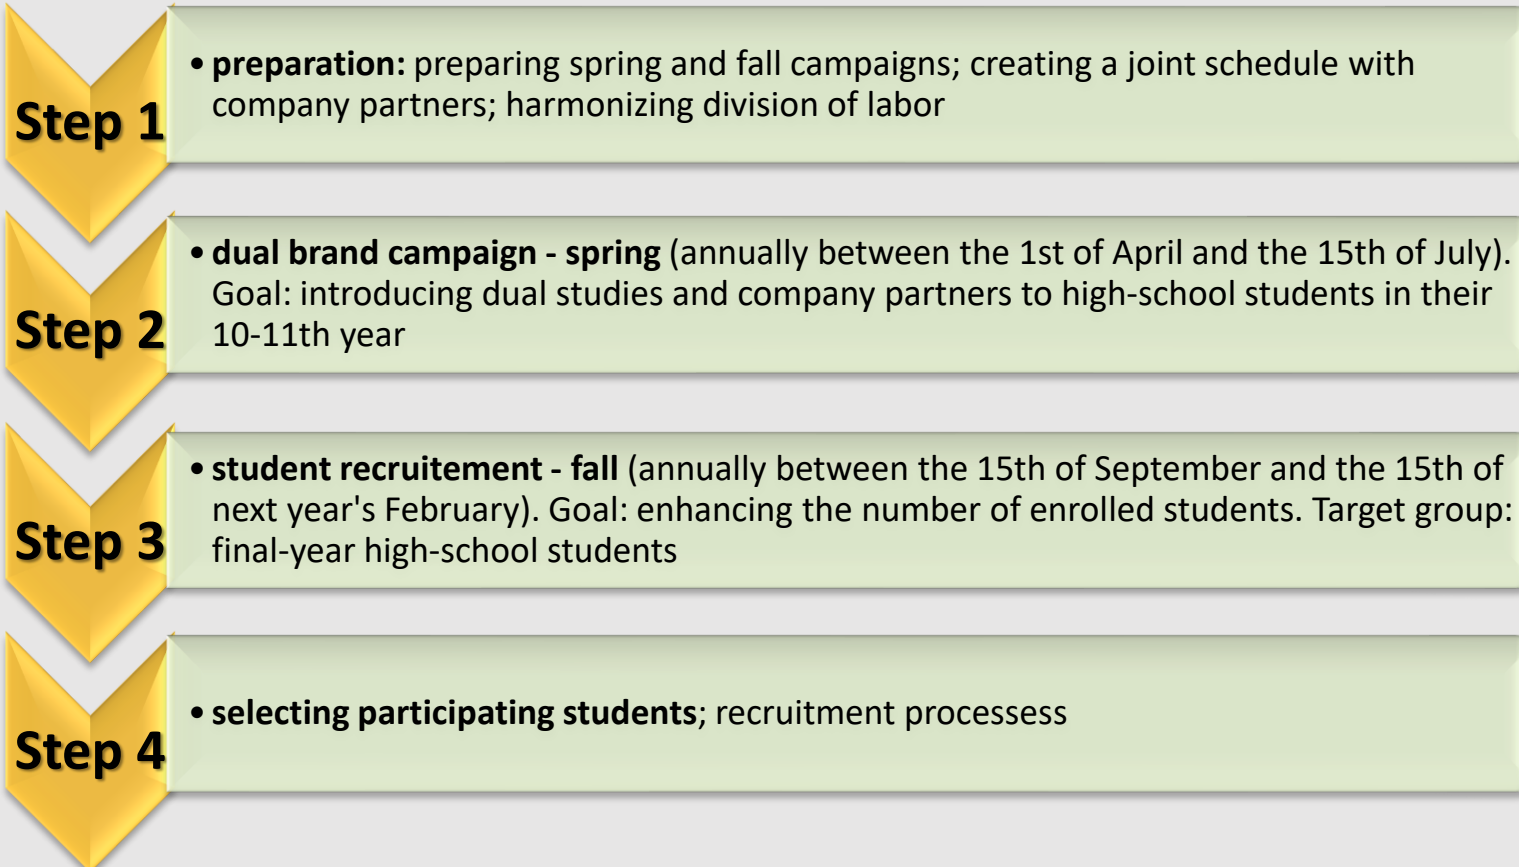 Step 1
• preparation: preparing spring and fall campaigns; creating a joint schedule with
company partners; harmonizing division of labor
Step 2
• dual brand campaign - spring (annually between the 1st of April and the 15th of July).
Goal: introducing dual studies and company partners to high-school students in their
10-11th year
Step 3
• student recruitement - fall (annually between the 15th of September and the 15th of
next year's February). Goal: enhancing the number of enrolled students. Target group:
final-year high-school students
Step 4
• selecting participating students; recruitment processess